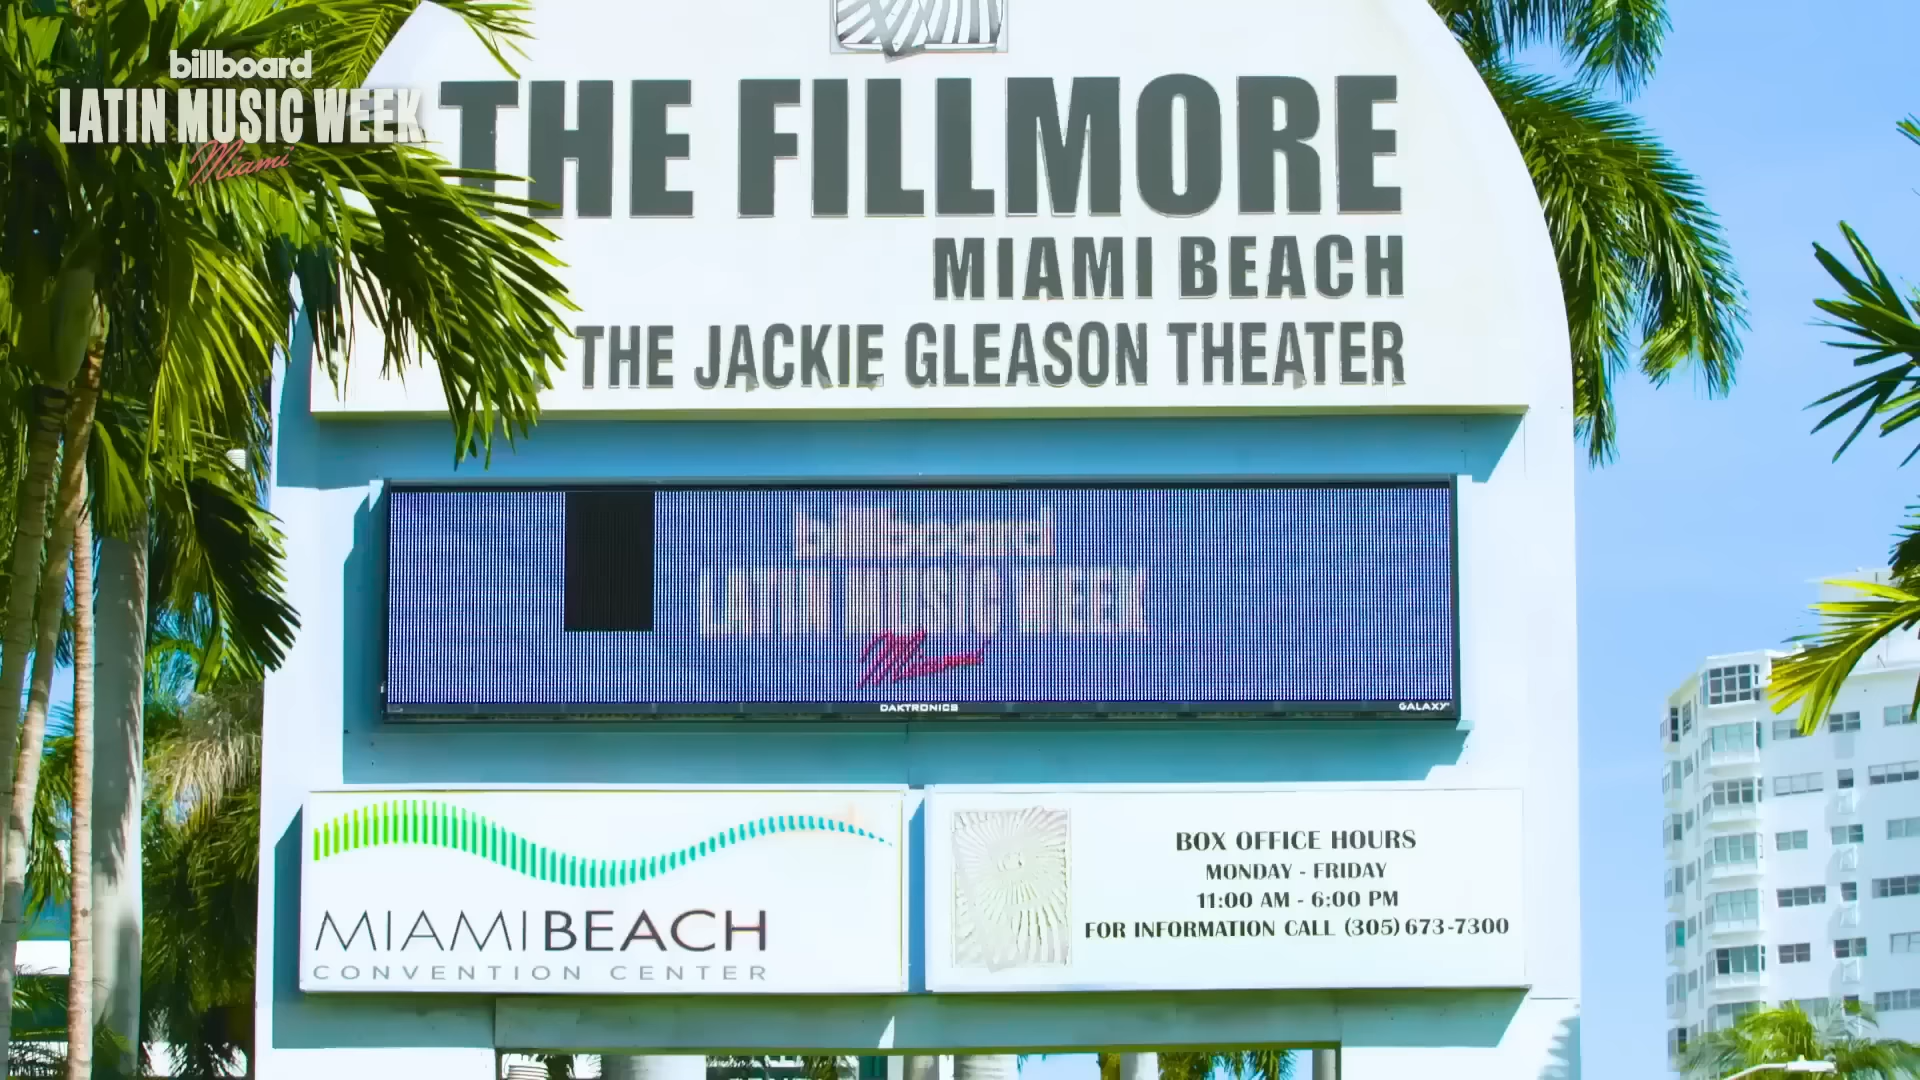 billboard
LATIN MUSIC WEEK
Miami
THE FILLMORE
MIAMI BEACH
THE JACKIE GLEASON THEATER
billboard
LATIN MUSIC WEEK
Miami
DAKTRONICS
GALAXY
MIAMI BEACH
CONVENTION CENTER
BOX OFFICE HOURS
MONDAY - FRIDAY
11:00 AM - 6:00 PM
FOR INFORMATION CALL (305) 673-7300